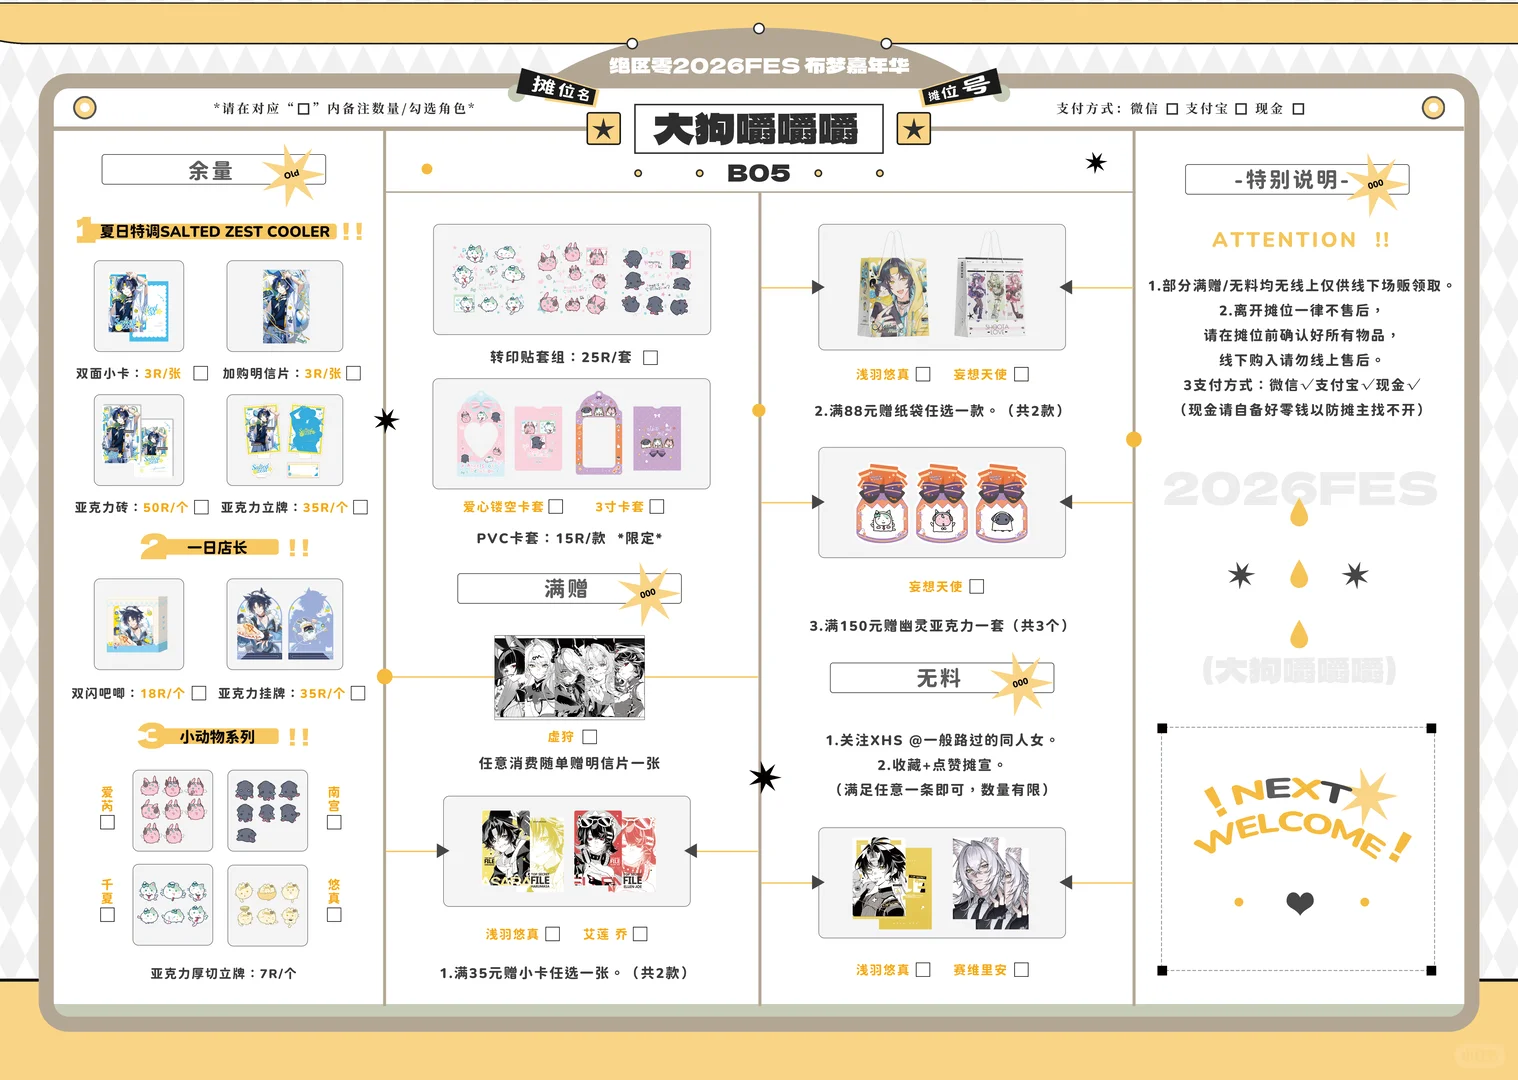 绝区零2026FES 布梦嘉年华
摊位名
摊位号
*请在对应“□”内备注数量/勾选角色*
大狗嚼嚼嚼
B05
支付方式：微信 □ 支付宝 □ 现金 □
余量
Old
1 夏日特调SALTED ZEST COOLER !!
双面小卡：3R/张 □
加购明信片：3R/张 □
亚克力砖：50R/个 □
亚克力立牌：35R/个 □
2 一日店长 !!
双闪吧唧：18R/个 □
亚克力挂牌：35R/个 □
3 小动物系列 !!
爱芮 □
南宫 □
千夏 □
悠真 □
亚克力厚切立牌：7R/个
转印贴套组：25R/套 □
爱心镂空卡套 □
3寸卡套 □
PVC卡套：15R/款 *限定*
满赠
000
虚狩 □
任意消费随单赠明信片一张
FILE
ELLEN JOE
浅羽悠真 □
艾莲 乔 □
1.满35元赠小卡任选一张。（共2款）
浅羽悠真 □
妄想天使 □
2.满88元赠纸袋任选一款。（共2款）
妄想天使 □
3.满150元赠幽灵亚克力一套（共3个）
无料
000
1.关注XHS @一般路过的同人女。
2.收藏+点赞摊宣。
（满足任意一条即可，数量有限）
浅羽悠真 □
赛维里安 □
-特别说明-
000
ATTENTION !!
1.部分满赠/无料均无线上仅供线下场贩领取。
2.离开摊位一律不售后，
请在摊位前确认好所有物品，
线下购入请勿线上售后。
3支付方式：微信√支付宝√现金√
（现金请自备好零钱以防摊主找不开）
2026FES
(大狗嚼嚼嚼)
!NEXT
WELCOME!